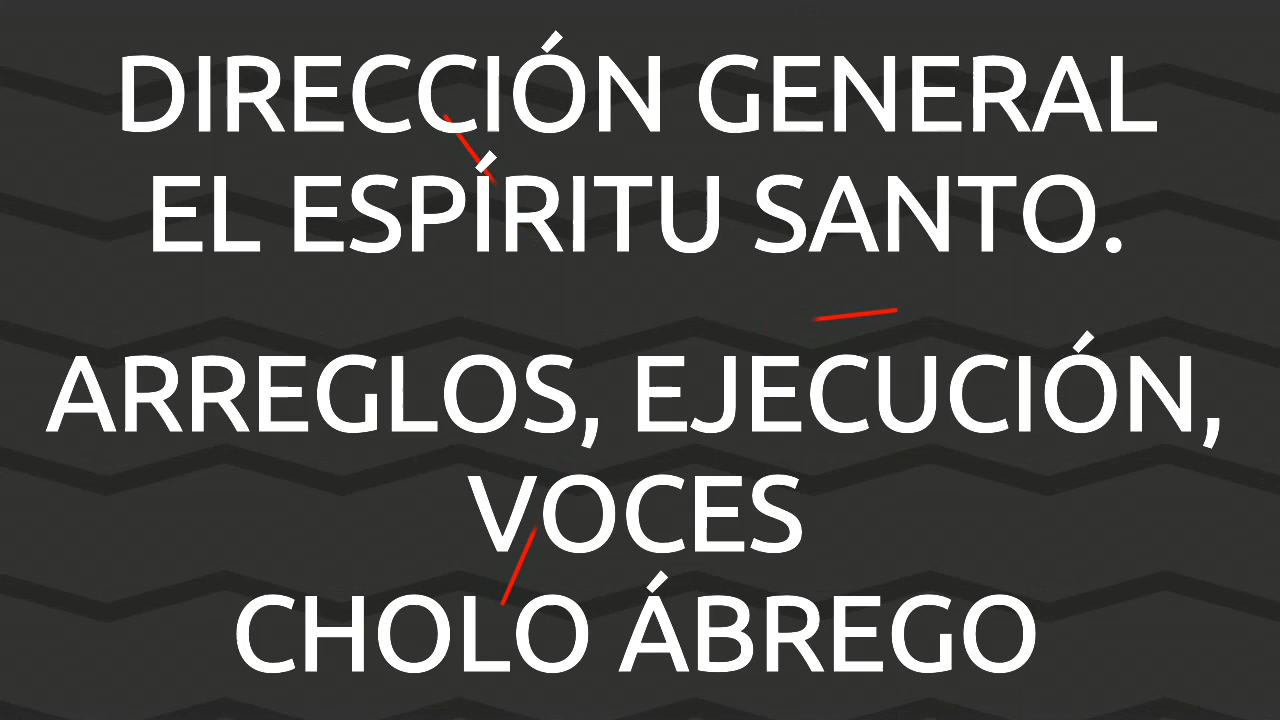 DIRECCIÓN GENERAL
EL ESPÍRITU SANTO.
ARREGLOS, EJECUCIÓN,
VOCES
CHOLO ÁBREGO